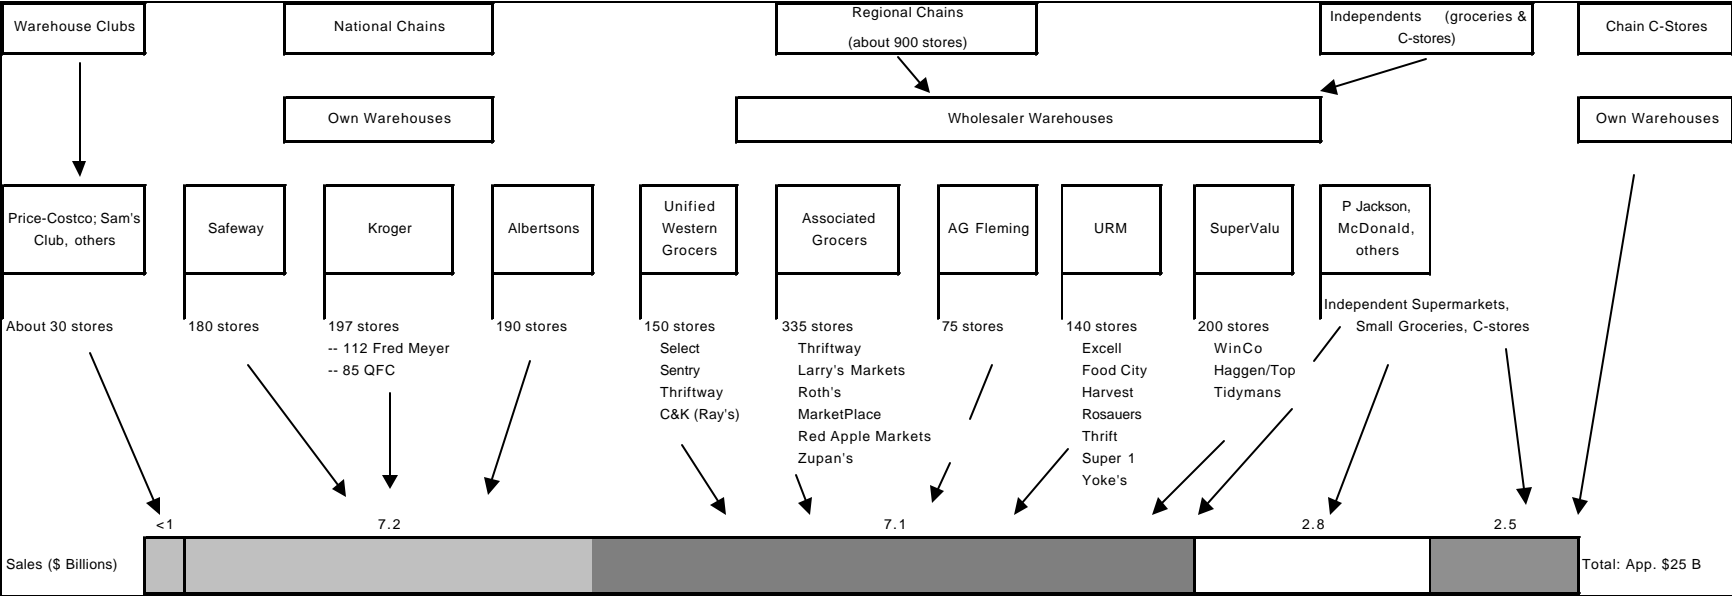 Warehouse Clubs
National Chains
Regional Chains
(about 900 stores)
Independents (groceries &
C-stores)
Chain C-Stores
Own Warehouses
Wholesaler Warehouses
Own Warehouses
Price-Costco; Sam's
Club, others
Safeway
Kroger
Albertsons
Unified
Western
Grocers
Associated
Grocers
AG Fleming
URM
SuperValu
P Jackson,
McDonald,
others
About 30 stores
180 stores
197 stores
-- 112 Fred Meyer
-- 85 QFC
190 stores
150 stores
Select
Sentry
Thriftway
C&K (Ray's)
335 stores
Thriftway
Larry's Markets
Roth's
MarketPlace
Red Apple Markets
Zupan's
75 stores
140 stores
Excell
Food City
Harvest
Rosauers
Thrift
Super 1
Yoke's
200 stores
WinCo
Haggen/Top
Tidymans
Independent Supermarkets,
Small Groceries, C-stores
<1
7.2
7.1
2.8
2.5
Sales ($ Billions)
Total: App. $25 B